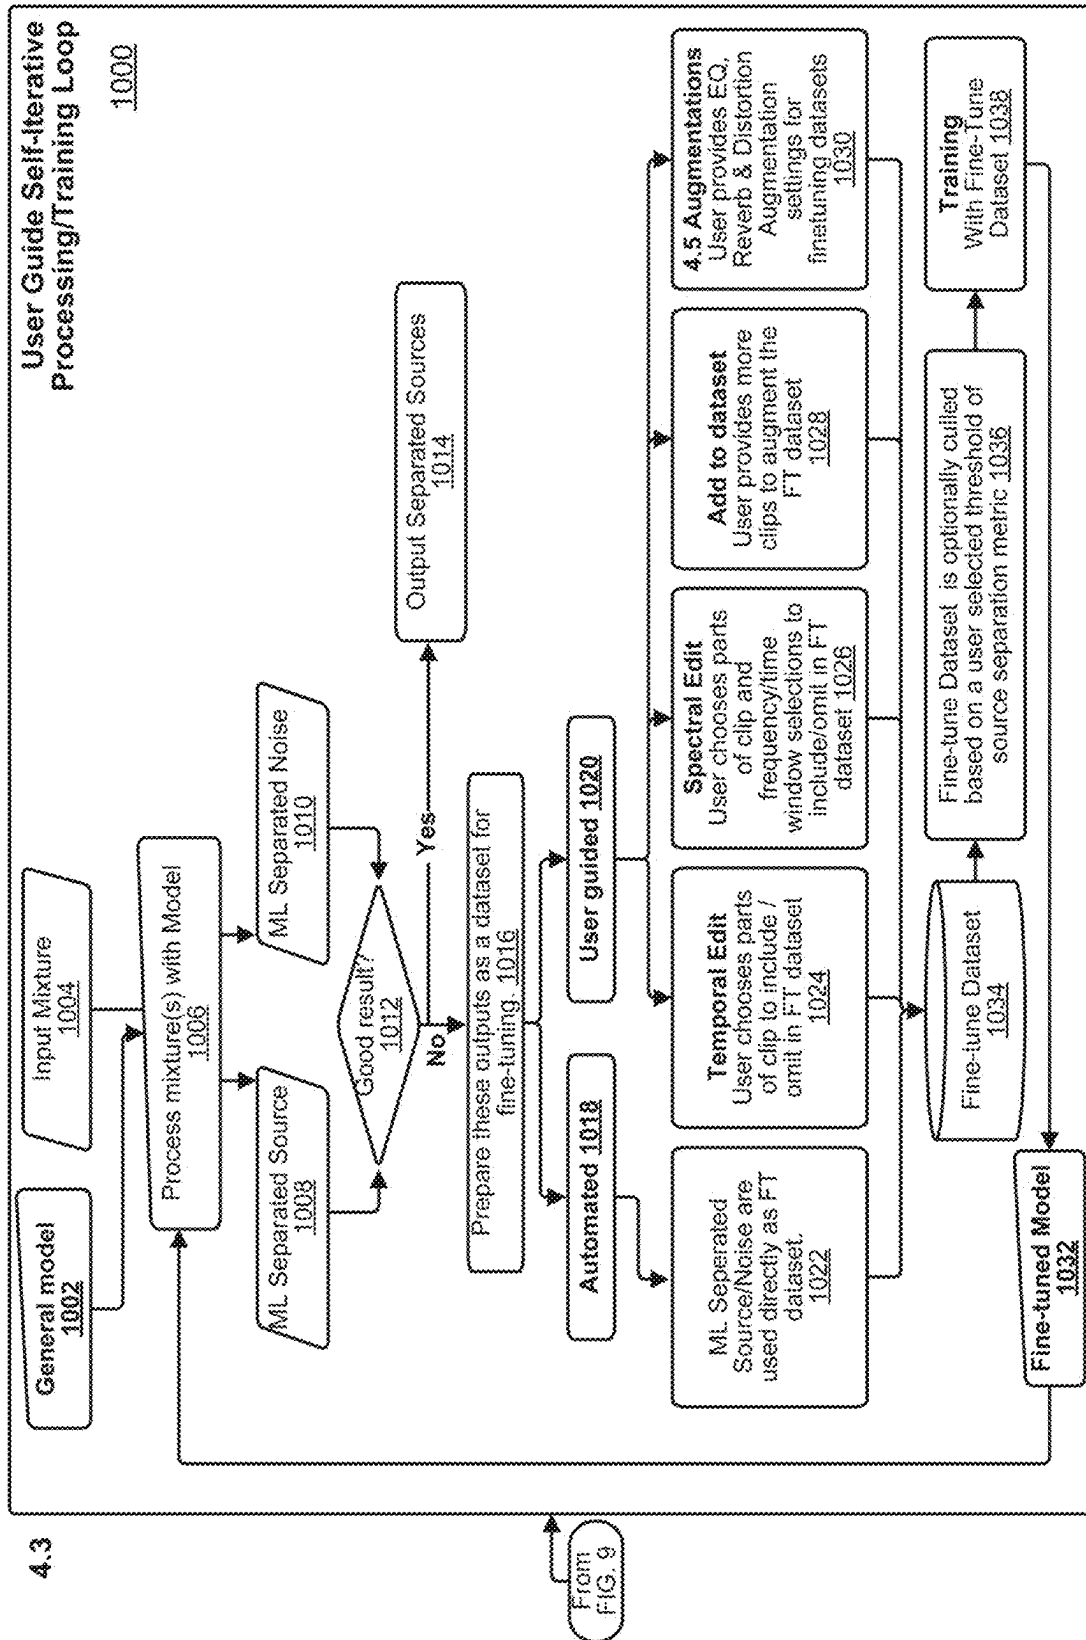 4.3
User Guide Self-Iterative
Processing/Training Loop
1000
From
FIG. 9
General model
1002
Input Mixture
1004
Process mixture(s) with Model
1006
ML Separated Source
1008
ML Separated Noise
1010
Good result?
1012
Yes
No
Output Separated Sources
1014
Prepare these outputs as a dataset for
fine-tuning. 1016
Automated 1018
User guided 1020
ML Seperated
Source/Noise are
used directly as FT
dataset.
1022
Temporal Edit
User chooses parts
of clip to include /
omit in FT dataset
1024
Spectral Edit
User chooses parts
of clip and
frequency/time
window selections to
include/omit in FT
dataset 1026
Add to dataset
User provides more
clips to augment the
FT dataset
1028
4.5 Augmentations
User provides EQ,
Reverb & Distortion
Augmentation
settings for
finetuning datasets
1030
Fine-tuned Model
1032
Fine-tune Dataset
1034
Fine-tune Dataset is optionally culled
based on a user selected threshold of
source separation metric 1036
Training
With Fine-Tune
Dataset 1038